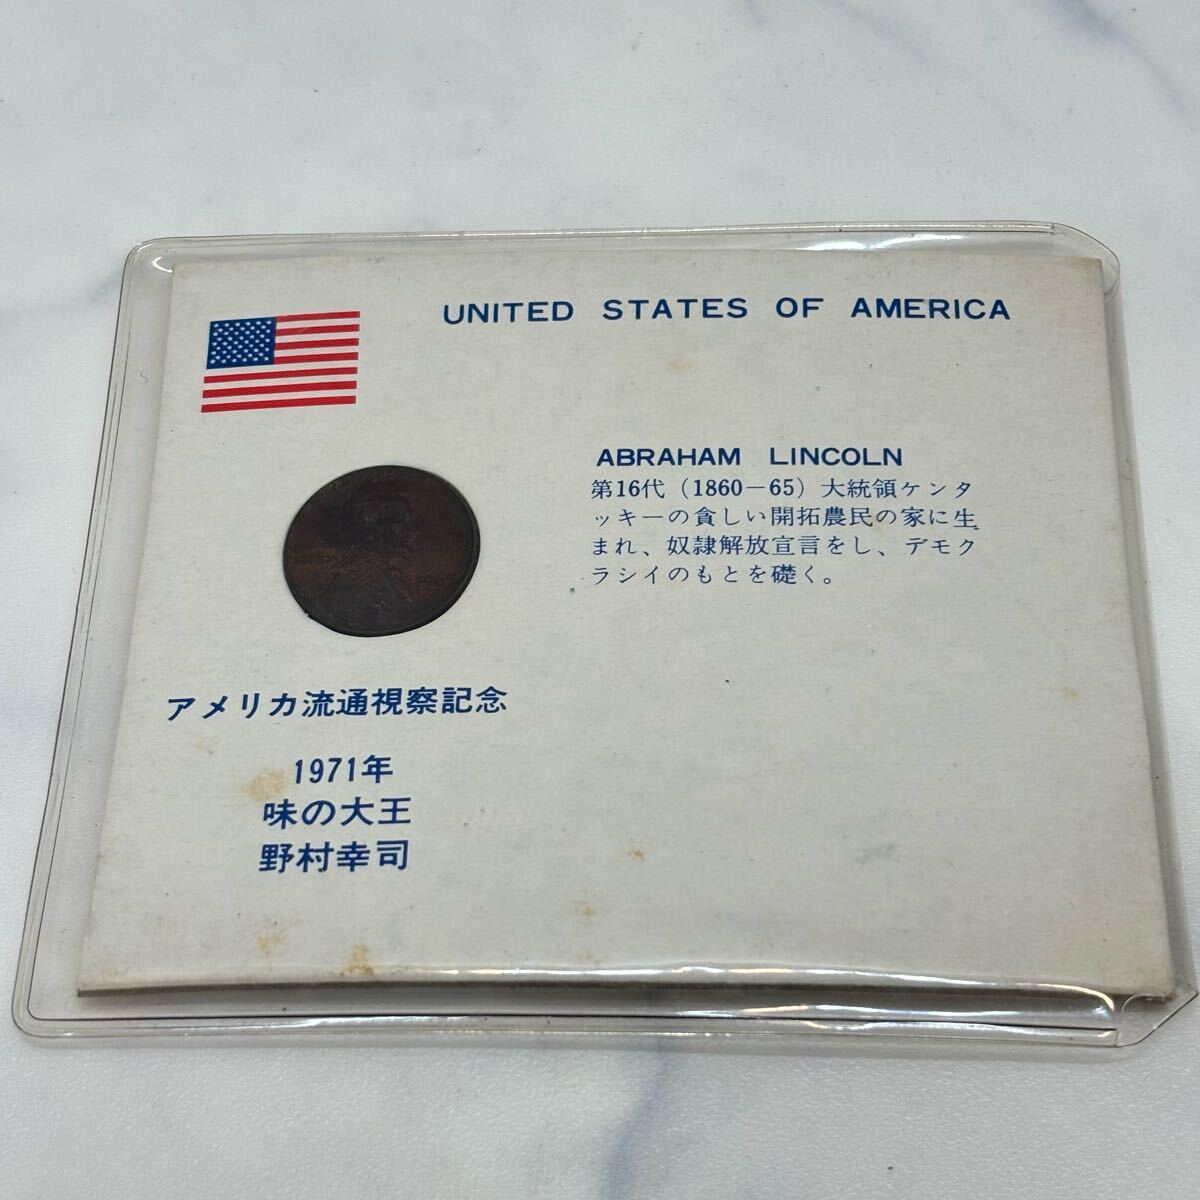 UNITED STATES OF AMERICA
ABRAHAM LINCOLN
第16代（1860－65）大統領ケンタ
ッキーの貧しい開拓農民の家に生
まれ、奴隷解放宣言をし、デモク
ラシイのもとを礎く。
1965
アメリカ流通視察記念
1971年
味の大王
野村幸司